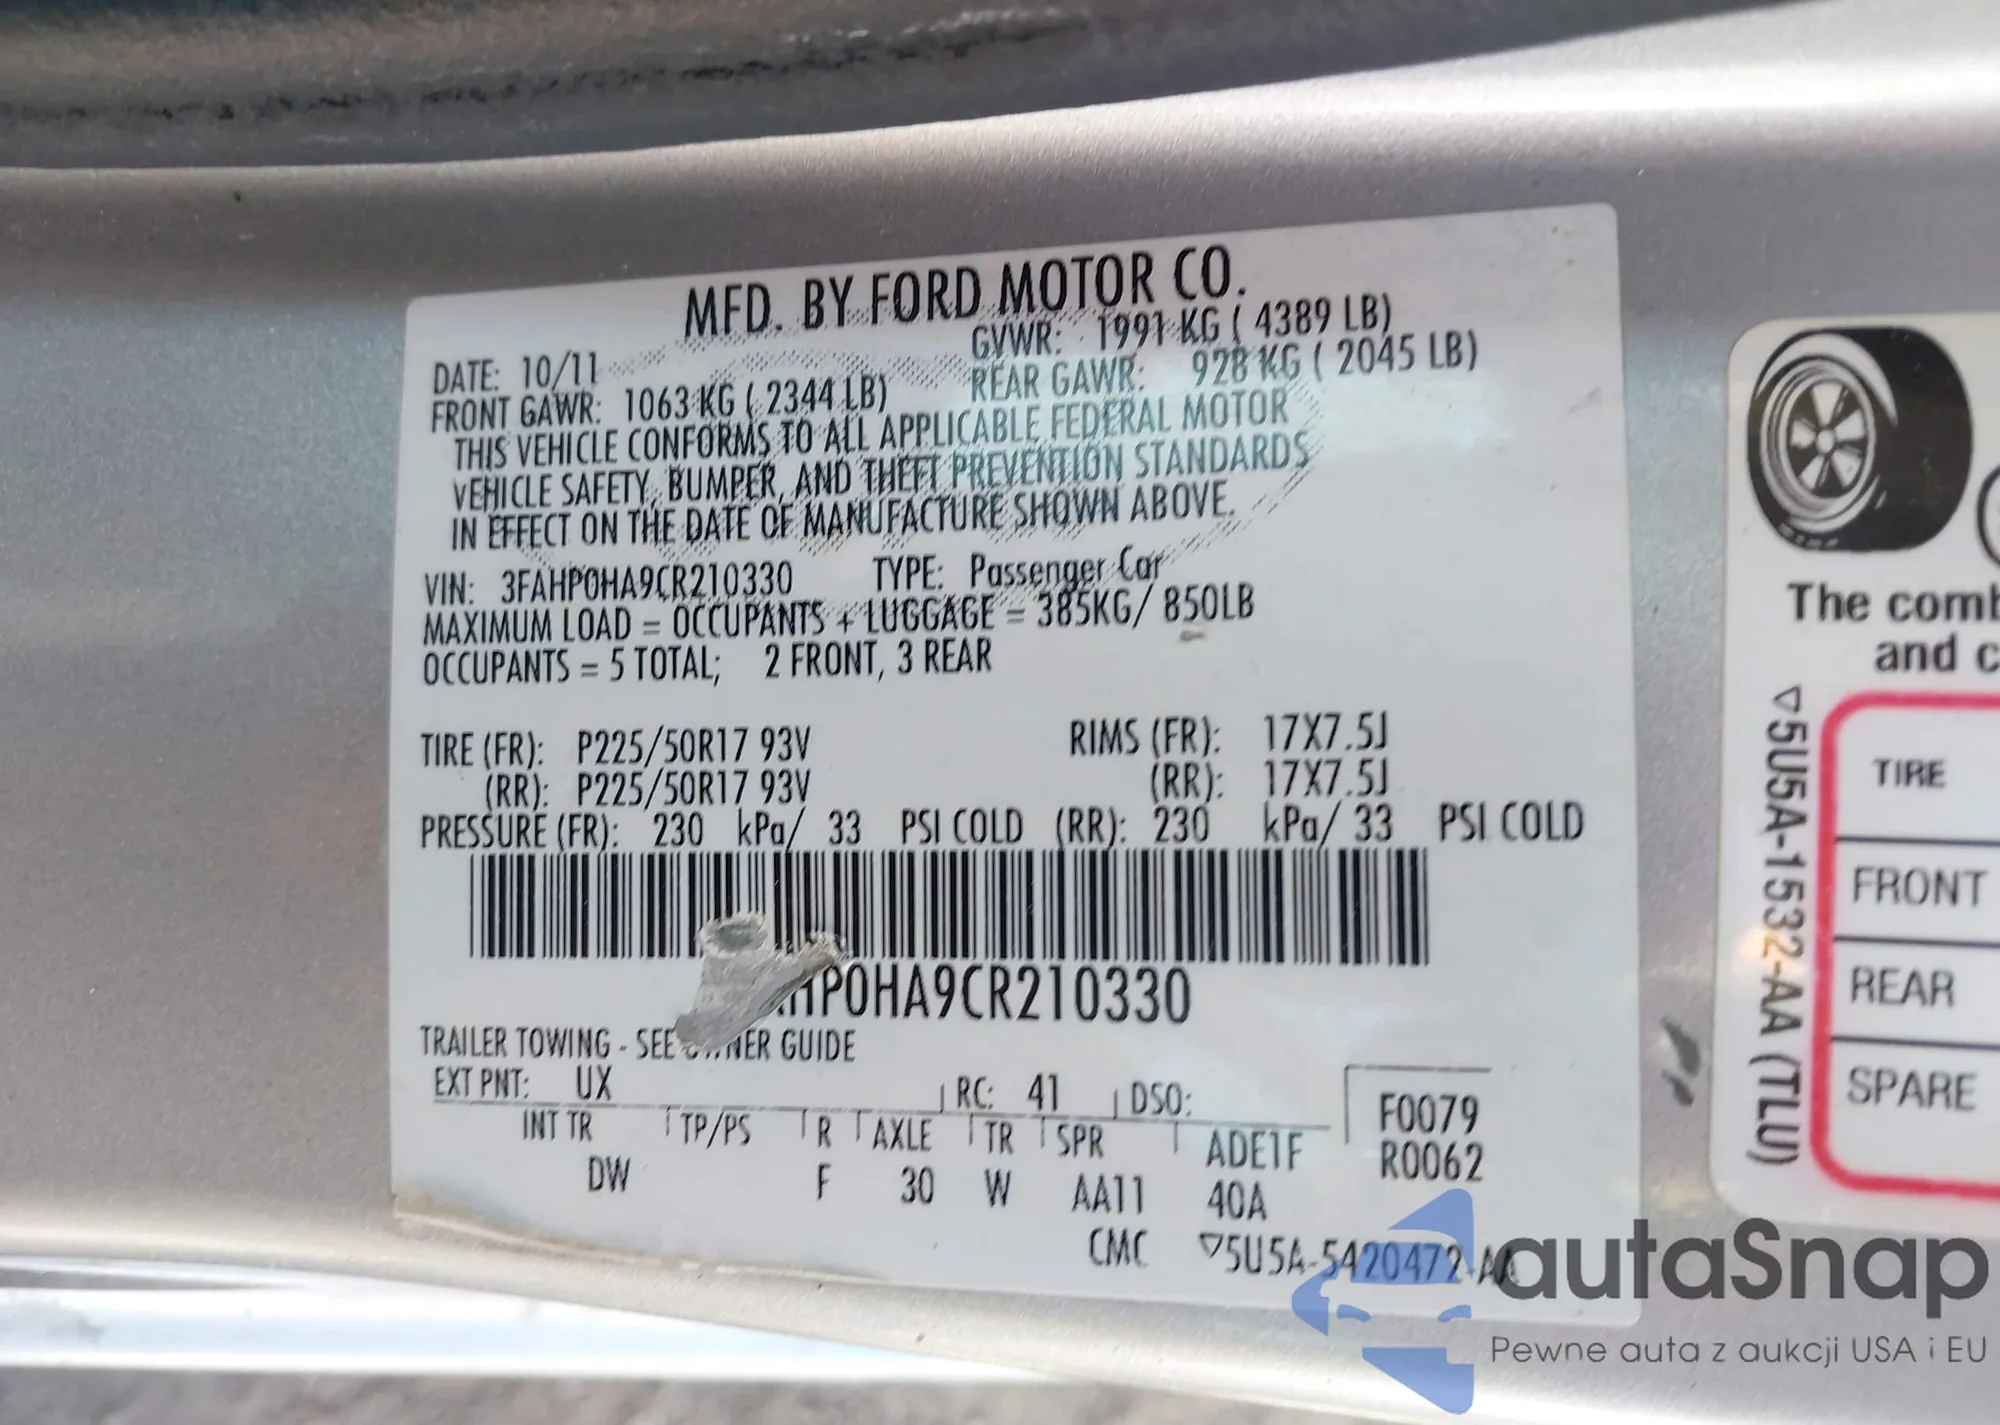 MFD. BY FORD MOTOR CO.
DATE: 10/11 GVWR: 1991 KG ( 4389 LB)
FRONT GAWR: 1063 KG ( 2344 LB) REAR GAWR: 928 KG ( 2045 LB)
THIS VEHICLE CONFORMS TO ALL APPLICABLE FEDERAL MOTOR
VEHICLE SAFETY, BUMPER, AND THEFT PREVENTION STANDARDS
IN EFFECT ON THE DATE OF MANUFACTURE SHOWN ABOVE.
VIN: 3FAHP0HA9CR210330 TYPE: Passenger Car
MAXIMUM LOAD = OCCUPANTS + LUGGAGE = 385KG/ 850LB
OCCUPANTS = 5 TOTAL; 2 FRONT, 3 REAR
TIRE (FR): P225/50R17 93V RIMS (FR): 17X7.5J
(RR): P225/50R17 93V (RR): 17X7.5J
PRESSURE (FR): 230 kPa/ 33 PSI COLD (RR): 230 kPa/ 33 PSI COLD
HP0HA9CR210330
TRAILER TOWING - SEE OWNER GUIDE
EXT PNT: UX RC: 41 DSO:
F0079
INT TR TP/PS R AXLE TR SPR ADE1F
R0062
DW F 30 W AA11 40A
CMC ▽5U5A-5420472-AA
The comb
and c
▽5U5A-1532-AA (TLU)
TIRE
FRONT
REAR
SPARE
autaSnap
Pewne auta z aukcji USA i EU